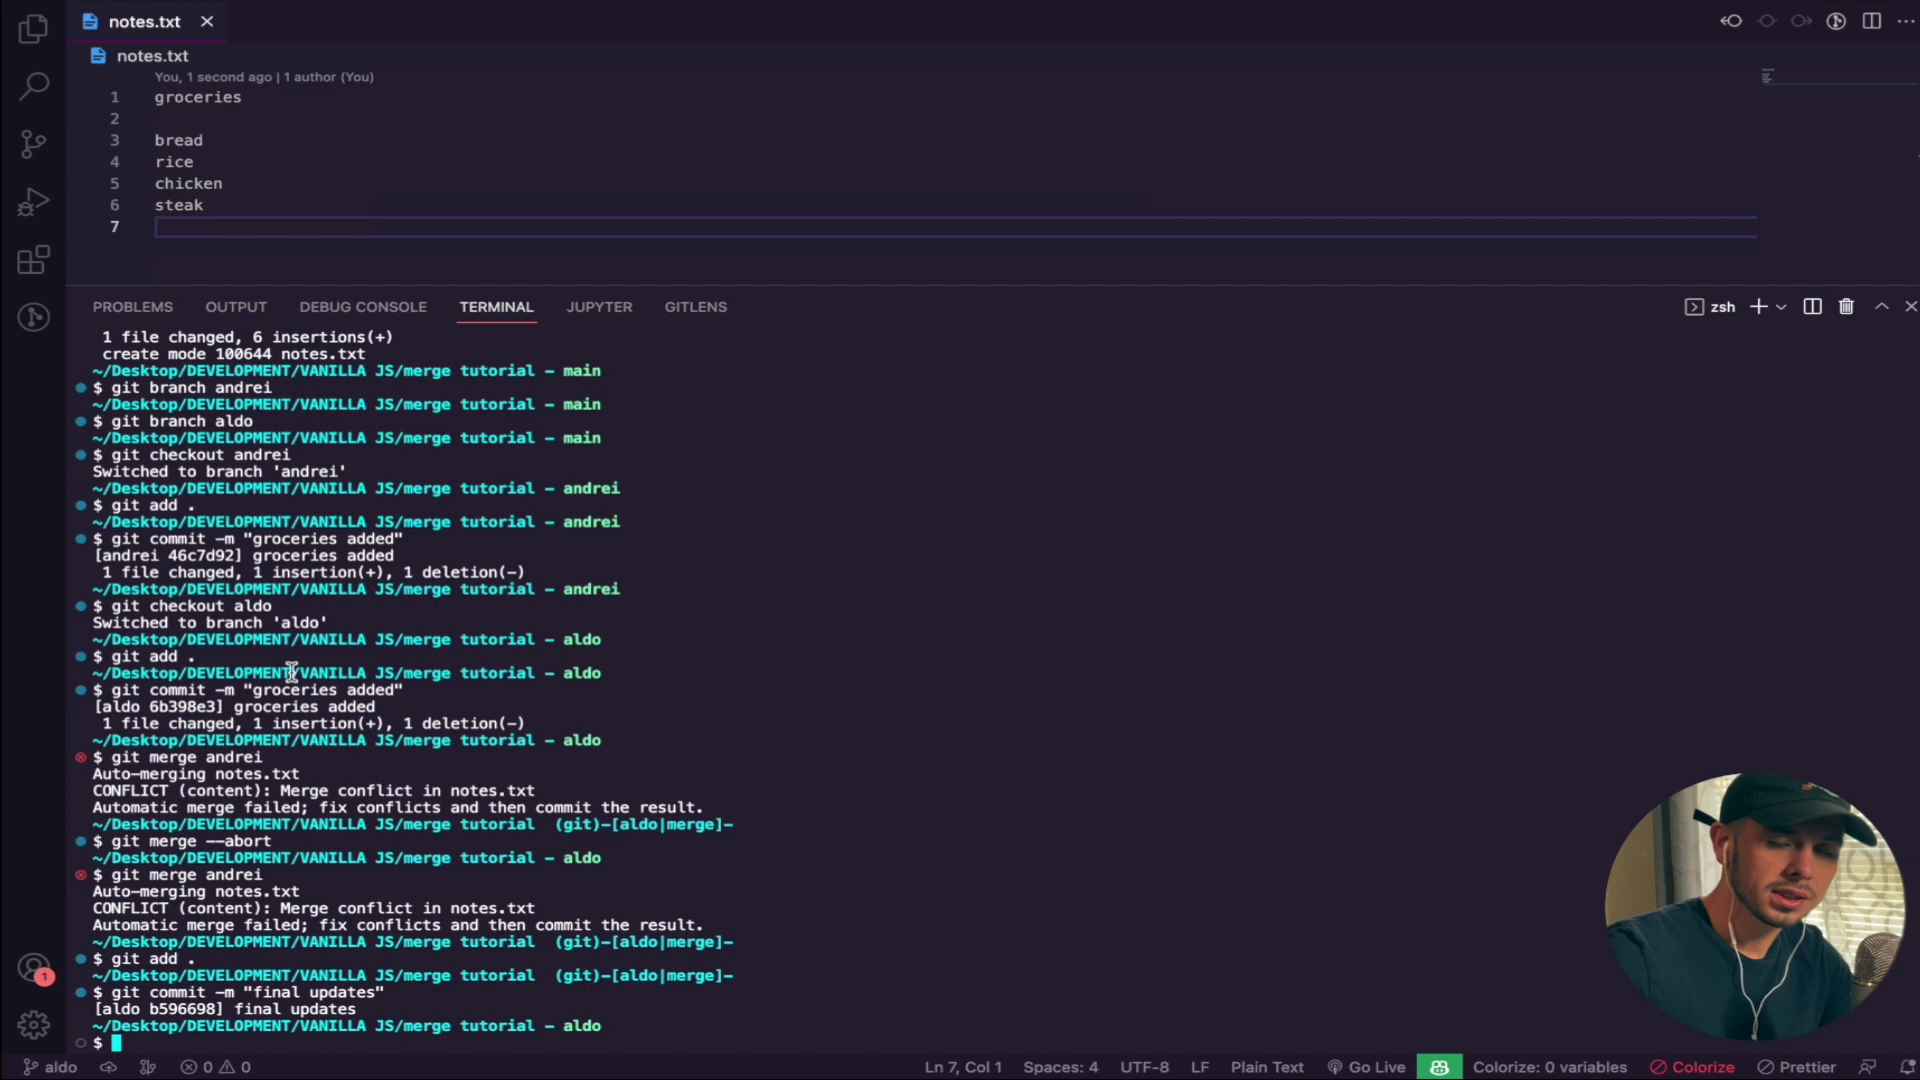 notes.txt
notes.txt
You, 1 second ago | 1 author (You)
1 groceries
2
3 bread
4 rice
5 chicken
6 steak
7
PROBLEMS OUTPUT DEBUG CONSOLE TERMINAL JUPYTER GITLENS zsh
1 file changed, 6 insertions(+)
create mode 100644 notes.txt
~/Desktop/DEVELOPMENT/VANILLA JS/merge tutorial - main
$ git branch andrei
~/Desktop/DEVELOPMENT/VANILLA JS/merge tutorial - main
$ git branch aldo
~/Desktop/DEVELOPMENT/VANILLA JS/merge tutorial - main
$ git checkout andrei
Switched to branch 'andrei'
~/Desktop/DEVELOPMENT/VANILLA JS/merge tutorial - andrei
$ git add .
~/Desktop/DEVELOPMENT/VANILLA JS/merge tutorial - andrei
$ git commit -m "groceries added"
[andrei 46c7d92] groceries added
1 file changed, 1 insertion(+), 1 deletion(-)
~/Desktop/DEVELOPMENT/VANILLA JS/merge tutorial - andrei
$ git checkout aldo
Switched to branch 'aldo'
~/Desktop/DEVELOPMENT/VANILLA JS/merge tutorial - aldo
$ git add .
~/Desktop/DEVELOPMENT/VANILLA JS/merge tutorial - aldo
$ git commit -m "groceries added"
[aldo 6b398e3] groceries added
1 file changed, 1 insertion(+), 1 deletion(-)
~/Desktop/DEVELOPMENT/VANILLA JS/merge tutorial - aldo
$ git merge andrei
Auto-merging notes.txt
CONFLICT (content): Merge conflict in notes.txt
Automatic merge failed; fix conflicts and then commit the result.
~/Desktop/DEVELOPMENT/VANILLA JS/merge tutorial (git)-[aldo|merge]-
$ git merge --abort
~/Desktop/DEVELOPMENT/VANILLA JS/merge tutorial - aldo
$ git merge andrei
Auto-merging notes.txt
CONFLICT (content): Merge conflict in notes.txt
Automatic merge failed; fix conflicts and then commit the result.
~/Desktop/DEVELOPMENT/VANILLA JS/merge tutorial (git)-[aldo|merge]-
$ git add .
~/Desktop/DEVELOPMENT/VANILLA JS/merge tutorial (git)-[aldo|merge]-
$ git commit -m "final updates"
[aldo b596698] final updates
~/Desktop/DEVELOPMENT/VANILLA JS/merge tutorial - aldo
$
1
aldo 0 0 Ln 7, Col 1 Spaces: 4 UTF-8 LF Plain Text Go Live Colorize: 0 variables Colorize Prettier